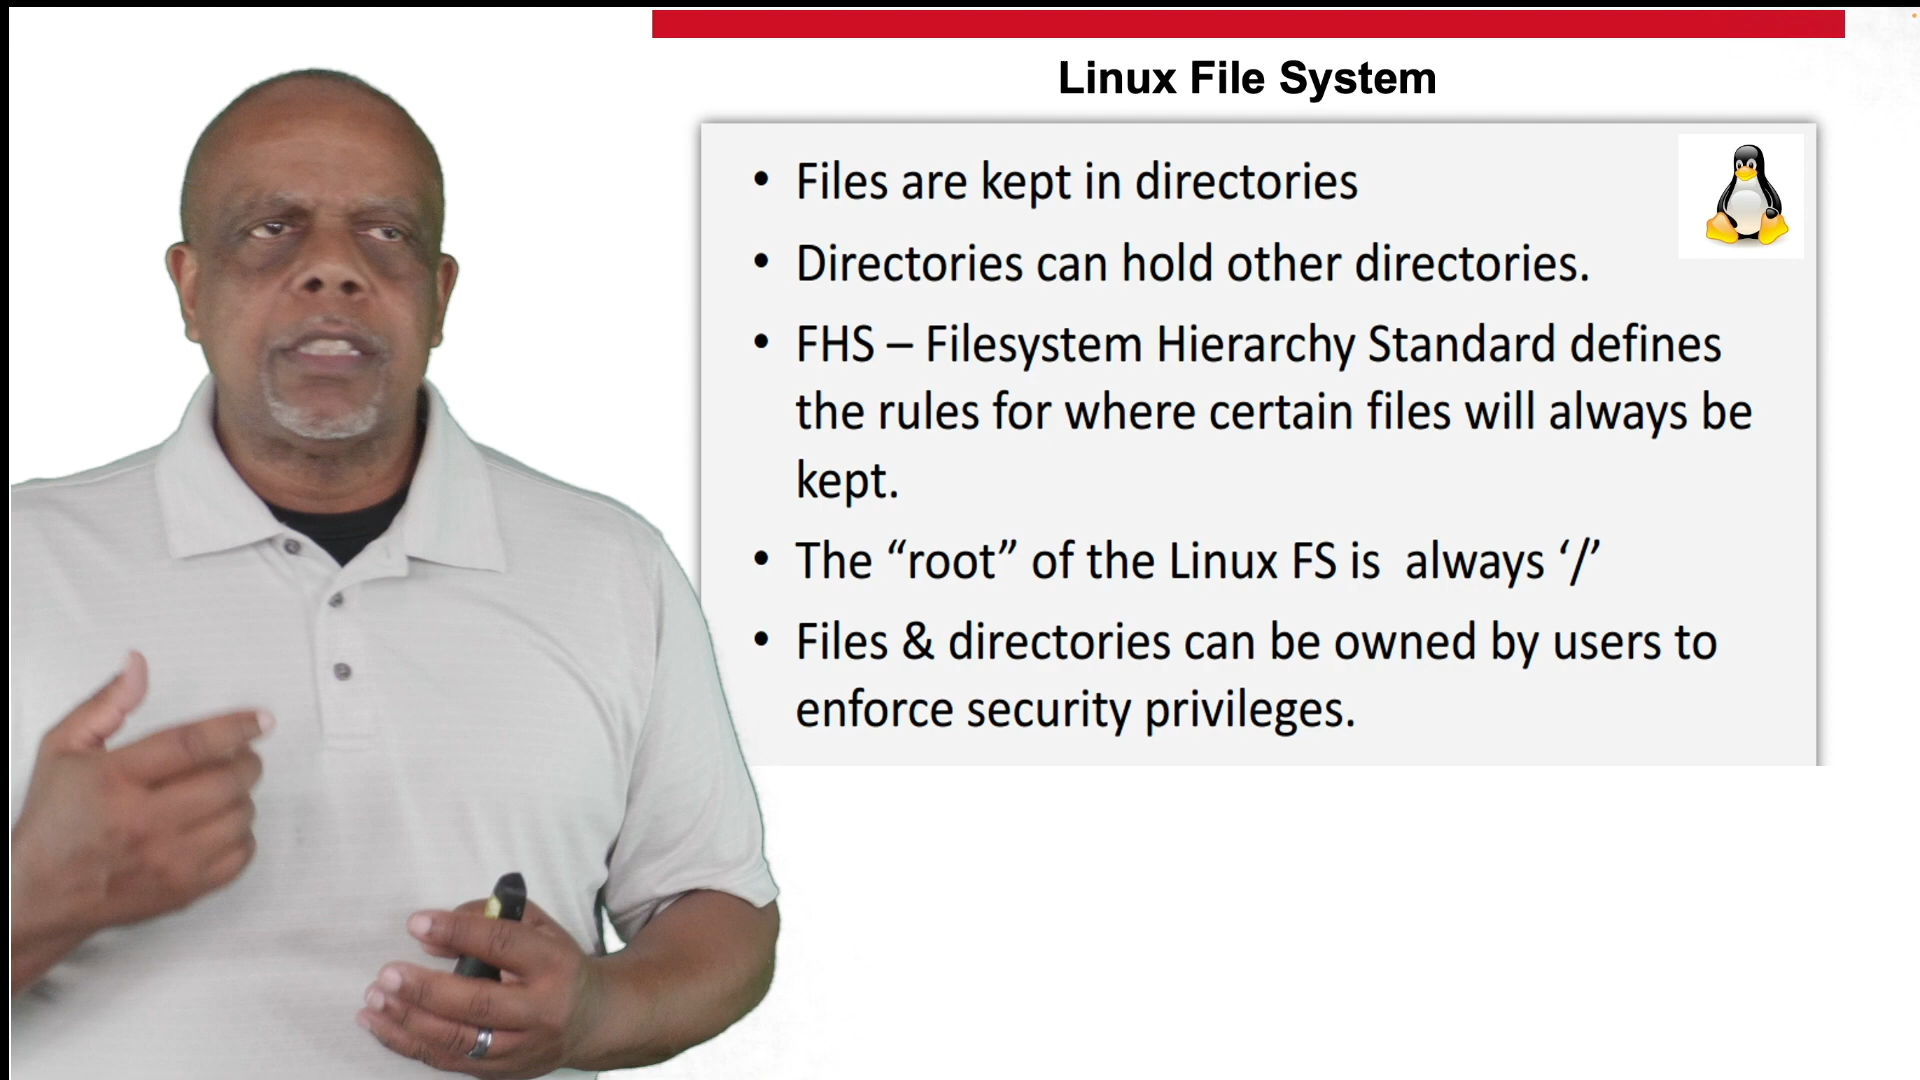 Linux File System
• Files are kept in directories
• Directories can hold other directories.
• FHS – Filesystem Hierarchy Standard defines
the rules for where certain files will always be
kept.
• The “root” of the Linux FS is  always ‘/’
• Files & directories can be owned by users to
enforce security privileges.